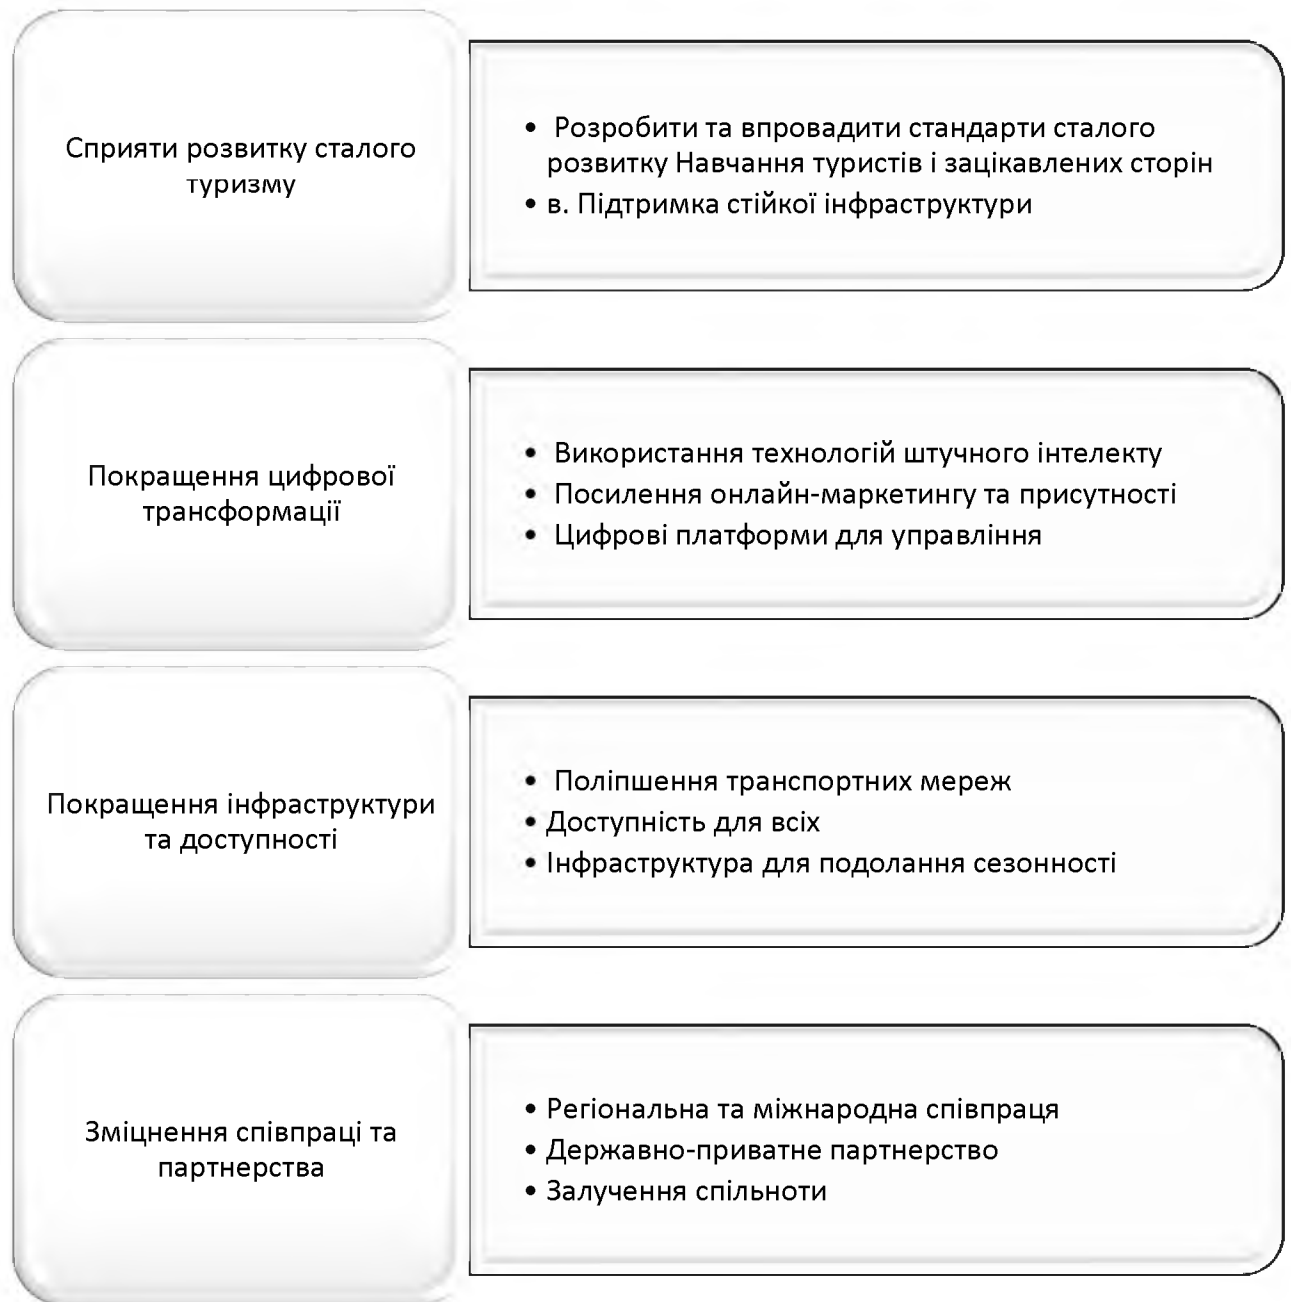 Сприяти розвитку сталого
туризму
• Розробити та впровадити стандарти сталого
розвитку Навчання туристів і зацікавлених сторін
• в. Підтримка стійкої інфраструктури
Покращення цифрової
трансформації
• Використання технологій штучного інтелекту
• Посилення онлайн-маркетингу та присутності
• Цифрові платформи для управління
Покращення інфраструктури
та доступності
• Поліпшення транспортних мереж
• Доступність для всіх
• Інфраструктура для подолання сезонності
Зміцнення співпраці та
партнерства
• Регіональна та міжнародна співпраця
• Державно-приватне партнерство
• Залучення спільноти